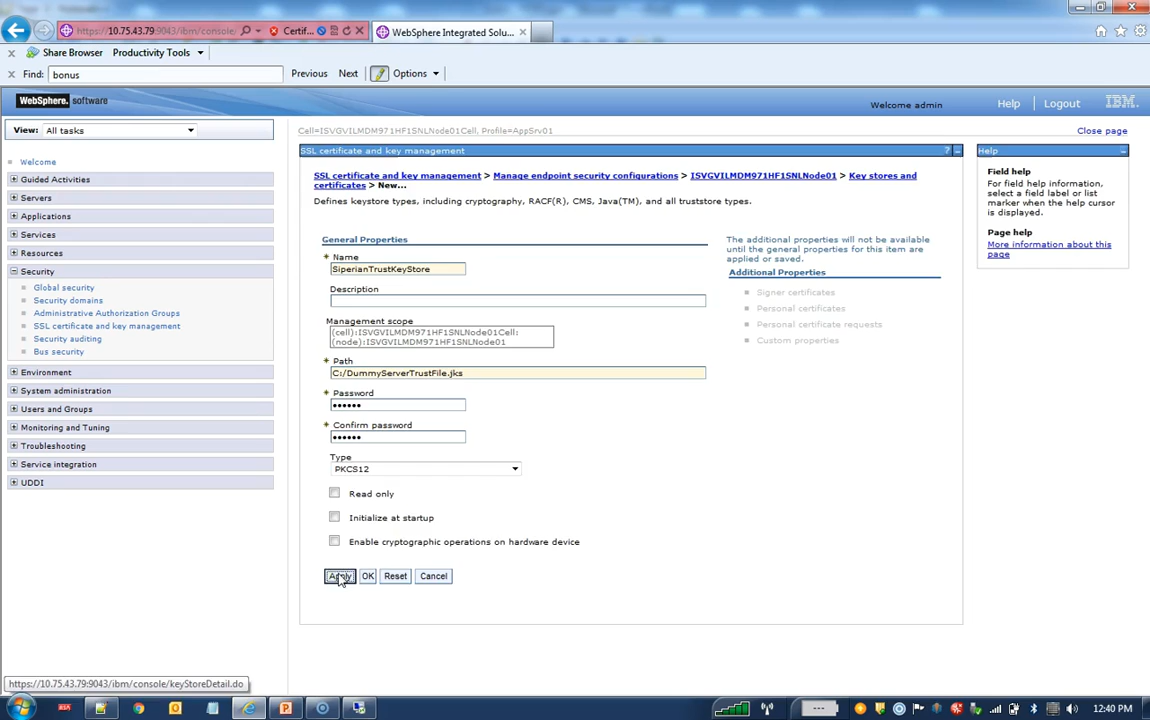 https://10.75.43.79:9043/ibm/console/
Certif...
WebSphere Integrated Solu...
Share Browser
Productivity Tools
Find: bonus
Previous Next
Options
WebSphere. software
Welcome admin
Help
Logout
IBM
View: All tasks
Cell=ISVGVILMDM971HF1SNLNode01Cell, Profile=AppSrv01
Close page
Welcome
Guided Activities
Servers
Applications
Services
Resources
Security
Global security
Security domains
Administrative Authorization Groups
SSL certificate and key management
Security auditing
Bus security
Environment
System administration
Users and Groups
Monitoring and Tuning
Troubleshooting
Service integration
UDDI
SSL certificate and key management
? –
SSL certificate and key management > Manage endpoint security configurations > ISVGVILMDM971HF1SNLNode01 > Key stores and
certificates > New...
Defines keystore types, including cryptography, RACF(R), CMS, Java(TM), and all truststore types.
General Properties
* Name
SiperianTrustKeyStore
Description
Management scope
(cell):ISVGVILMDM971HF1SNLNode01Cell:
(node):ISVGVILMDM971HF1SNLNode01
* Path
C:/DummyServerTrustFile.jks
* Password
••••••
* Confirm password
••••••
Type
PKCS12
Read only
Initialize at startup
Enable cryptographic operations on hardware device
Apply OK Reset Cancel
The additional properties will not be available
until the general properties for this item are
applied or saved.
Additional Properties
Signer certificates
Personal certificates
Personal certificate requests
Custom properties
Help
Field help
For field help information,
select a field label or list
marker when the help cursor
is displayed.
Page help
More information about this
page
https://10.75.43.79:9043/ibm/console/keyStoreDetail.do
12:40 PM